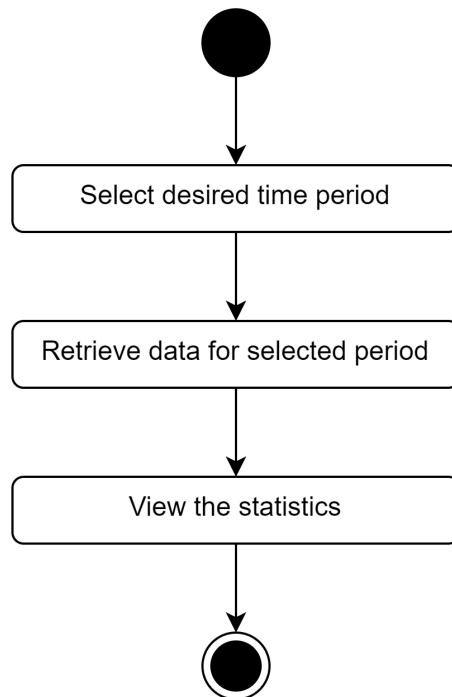 Select desired time period
Retrieve data for selected period
View the statistics